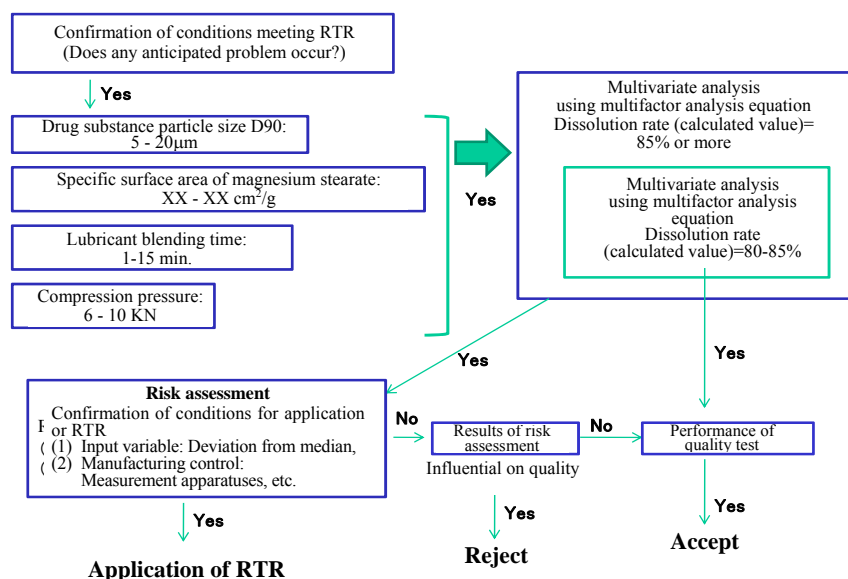 Confirmation of conditions meeting RTR
(Does any anticipated problem occur?)
Yes
Drug substance particle size D90:
5 - 20μm
Specific surface area of magnesium stearate:
XX - XX cm²/g
Lubricant blending time:
1-15 min.
Compression pressure:
6 - 10 KN
Yes
Multivariate analysis
using multifactor analysis equation
Dissolution rate (calculated value)=
85% or more
Multivariate analysis
using multifactor analysis
equation
Dissolution rate
(calculated value)=80-85%
Yes
Yes
Risk assessment
Confirmation of conditions for application
or RTR
(1) Input variable: Deviation from median,
(2) Manufacturing control:
Measurement apparatuses, etc.
No
Results of risk
assessment
Influential on quality
No
Performance of
quality test
Yes
Yes
Yes
Application of RTR
Reject
Accept